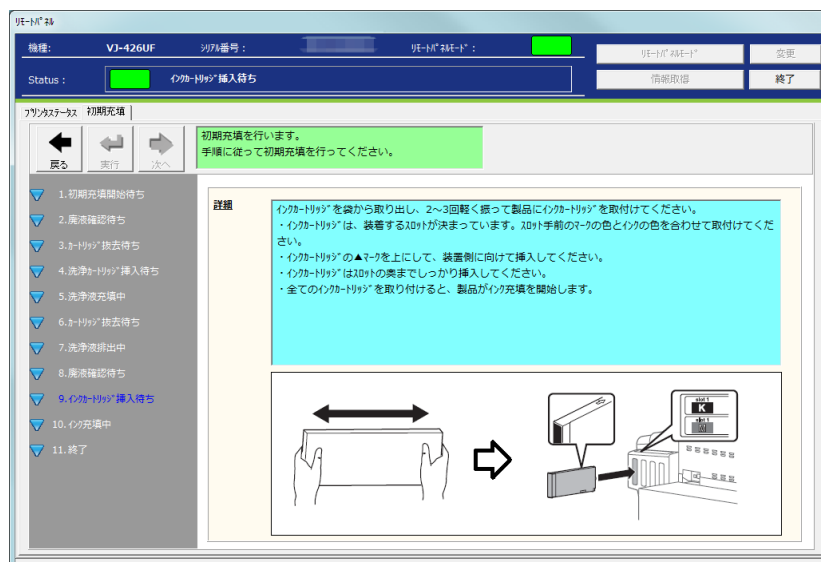 リモートパネル
機種: VJ-426UF シリアル番号: リモートパネルモード: リモートパネルモード 変更
Status: インクカートリッジ挿入待ち 情報取得 終了
プリンタステータス 初期充填
戻る 実行 次へ
初期充填を行います。
手順に従って初期充填を行ってください。
1.初期充填開始待ち
2.廃液確認待ち
3.カートリッジ抜去待ち
4.洗浄カートリッジ挿入待ち
5.洗浄液充填中
6.カートリッジ抜去待ち
7.洗浄液排出中
8.廃液確認待ち
9.インクカートリッジ挿入待ち
10.インク充填中
11.終了
詳細
インクカートリッジを袋から取り出し、2～3回軽く振って製品にインクカートリッジを取付けてください。
・インクカートリッジは、装着するスロットが決まっています。スロット手前のマークの色とインクの色を合わせて取付けてくだ
さい。
・インクカートリッジの▲マークを上にして、装置側に向けて挿入してください。
・インクカートリッジはスロットの奥までしっかり挿入してください。
・全てのインクカートリッジを取り付けると、製品がインク充填を開始します。
slot 1
K
slot 1
M